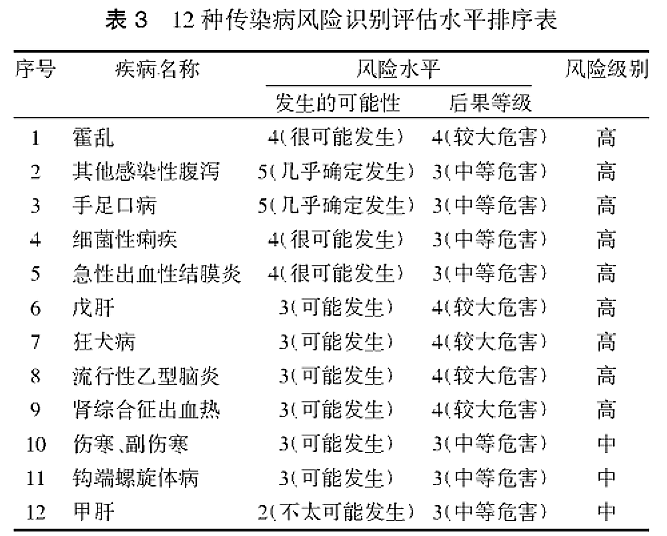 表 3 12 种传染病风险识别评估水平排序表
序号 疾病名称 风险水平 风险级别
发生的可能性 后果等级
1 霍乱 4(很可能发生) 4(较大危害) 高
2 其他感染性腹泻 5(几乎确定发生) 3(中等危害) 高
3 手足口病 5(几乎确定发生) 3(中等危害) 高
4 细菌性痢疾 4(很可能发生) 3(中等危害) 高
5 急性出血性结膜炎 4(很可能发生) 3(中等危害) 高
6 戊肝 3(可能发生) 4(较大危害) 高
7 狂犬病 3(可能发生) 4(较大危害) 高
8 流行性乙型脑炎 3(可能发生) 4(较大危害) 高
9 肾综合征出血热 3(可能发生) 4(较大危害) 高
10 伤寒、副伤寒 3(可能发生) 3(中等危害) 中
11 钩端螺旋体病 3(可能发生) 3(中等危害) 中
12 甲肝 2(不太可能发生) 3(中等危害) 中